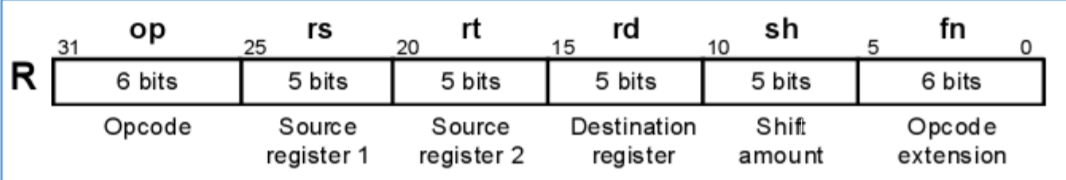 op rs rt rd sh fn
31 25 20 15 10 5 0
R 6 bits 5 bits 5 bits 5 bits 5 bits 6 bits
Opcode Source Source Destination Shift Opcode
register 1 register 2 register amount extension